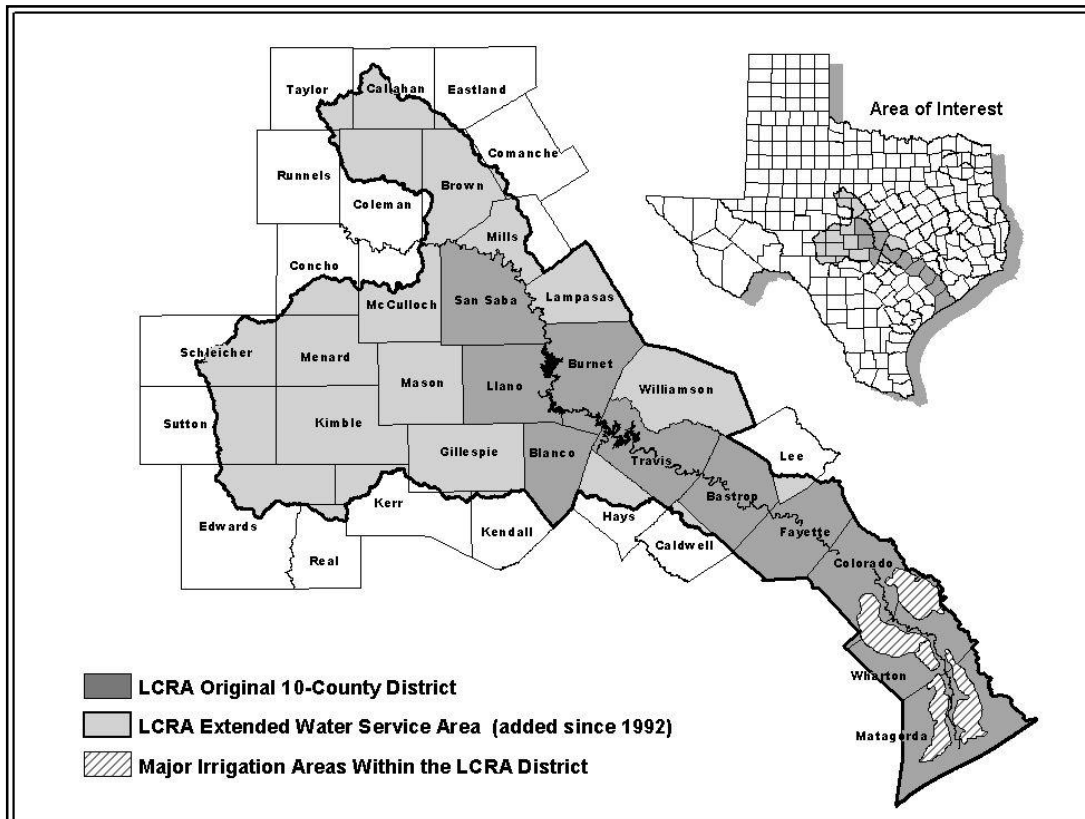 Taylor
Callahan
Eastland
Area of Interest
Comanche
Runnels
Brown
Coleman
Mills
Concho
San Saba
McCulloch
Lampasas
Schleicher
Menard
Burnet
Mason
Llano
Williamson
Sutton
Kimble
Gillespie
Blanco
Travis
Lee
Bastrop
Kerr
Hays
Edwards
Kendall
Fayette
Caldwell
Real
Colorado
Wharton
Matagorda
LCRA Original 10-County District
LCRA Extended Water Service Area (added since 1992)
Major Irrigation Areas Within the LCRA District